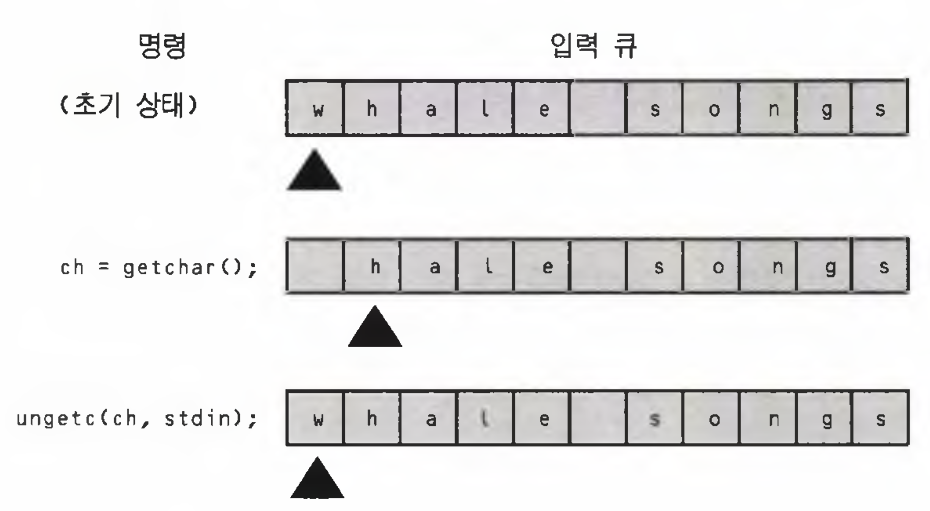 명령 입력 큐
(초기 상태) w h a l e s o n g s
ch = getchar(); h a l e s o n g s
ungetc(ch, stdin); w h a l e s o n g s